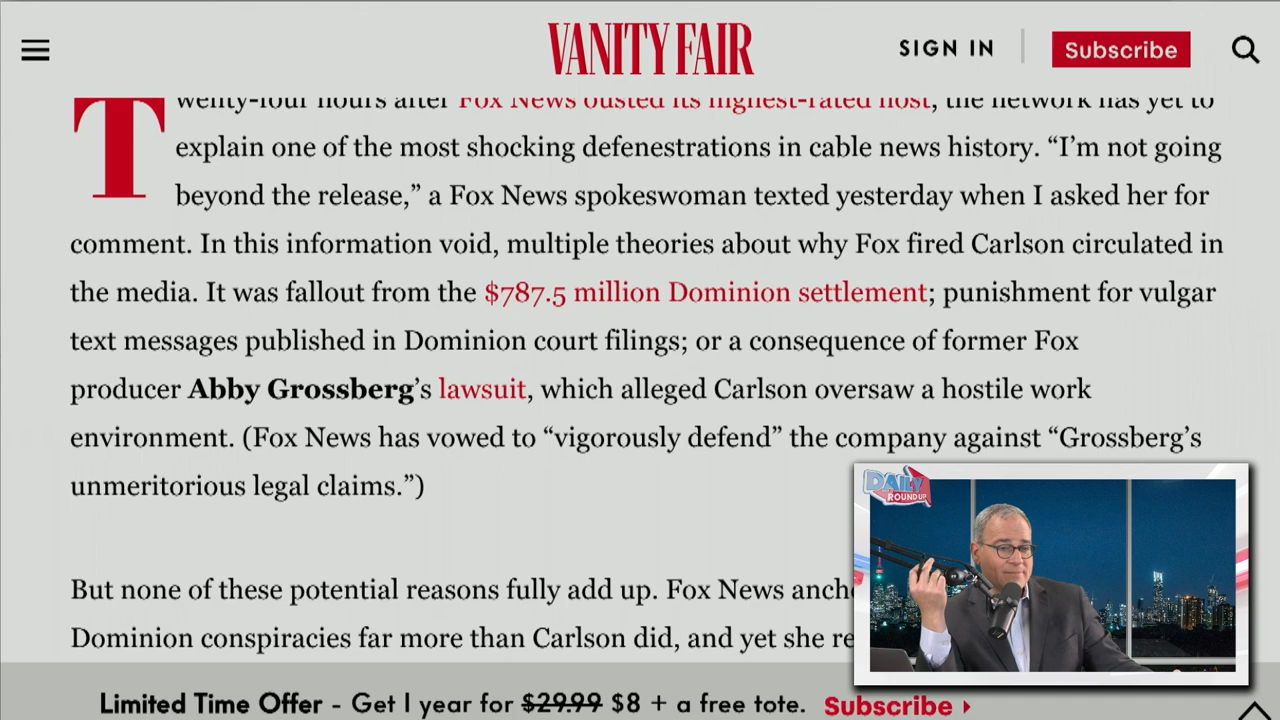 VANITY FAIR
SIGN IN
Subscribe
Twenty-four hours after Fox News ousted its highest-rated host, the network has yet to
explain one of the most shocking defenestrations in cable news history. “I’m not going
beyond the release,” a Fox News spokeswoman texted yesterday when I asked her for
comment. In this information void, multiple theories about why Fox fired Carlson circulated in
the media. It was fallout from the $787.5 million Dominion settlement; punishment for vulgar
text messages published in Dominion court filings; or a consequence of former Fox
producer Abby Grossberg’s lawsuit, which alleged Carlson oversaw a hostile work
environment. (Fox News has vowed to “vigorously defend” the company against “Grossberg’s
unmeritorious legal claims.”)
But none of these potential reasons fully add up. Fox News
Dominion conspiracies far more than Carlson did, and yet she
DAILY
ROUNDUP
Limited Time Offer - Get 1 year for $29.99 $8 + a free tote. Subscribe